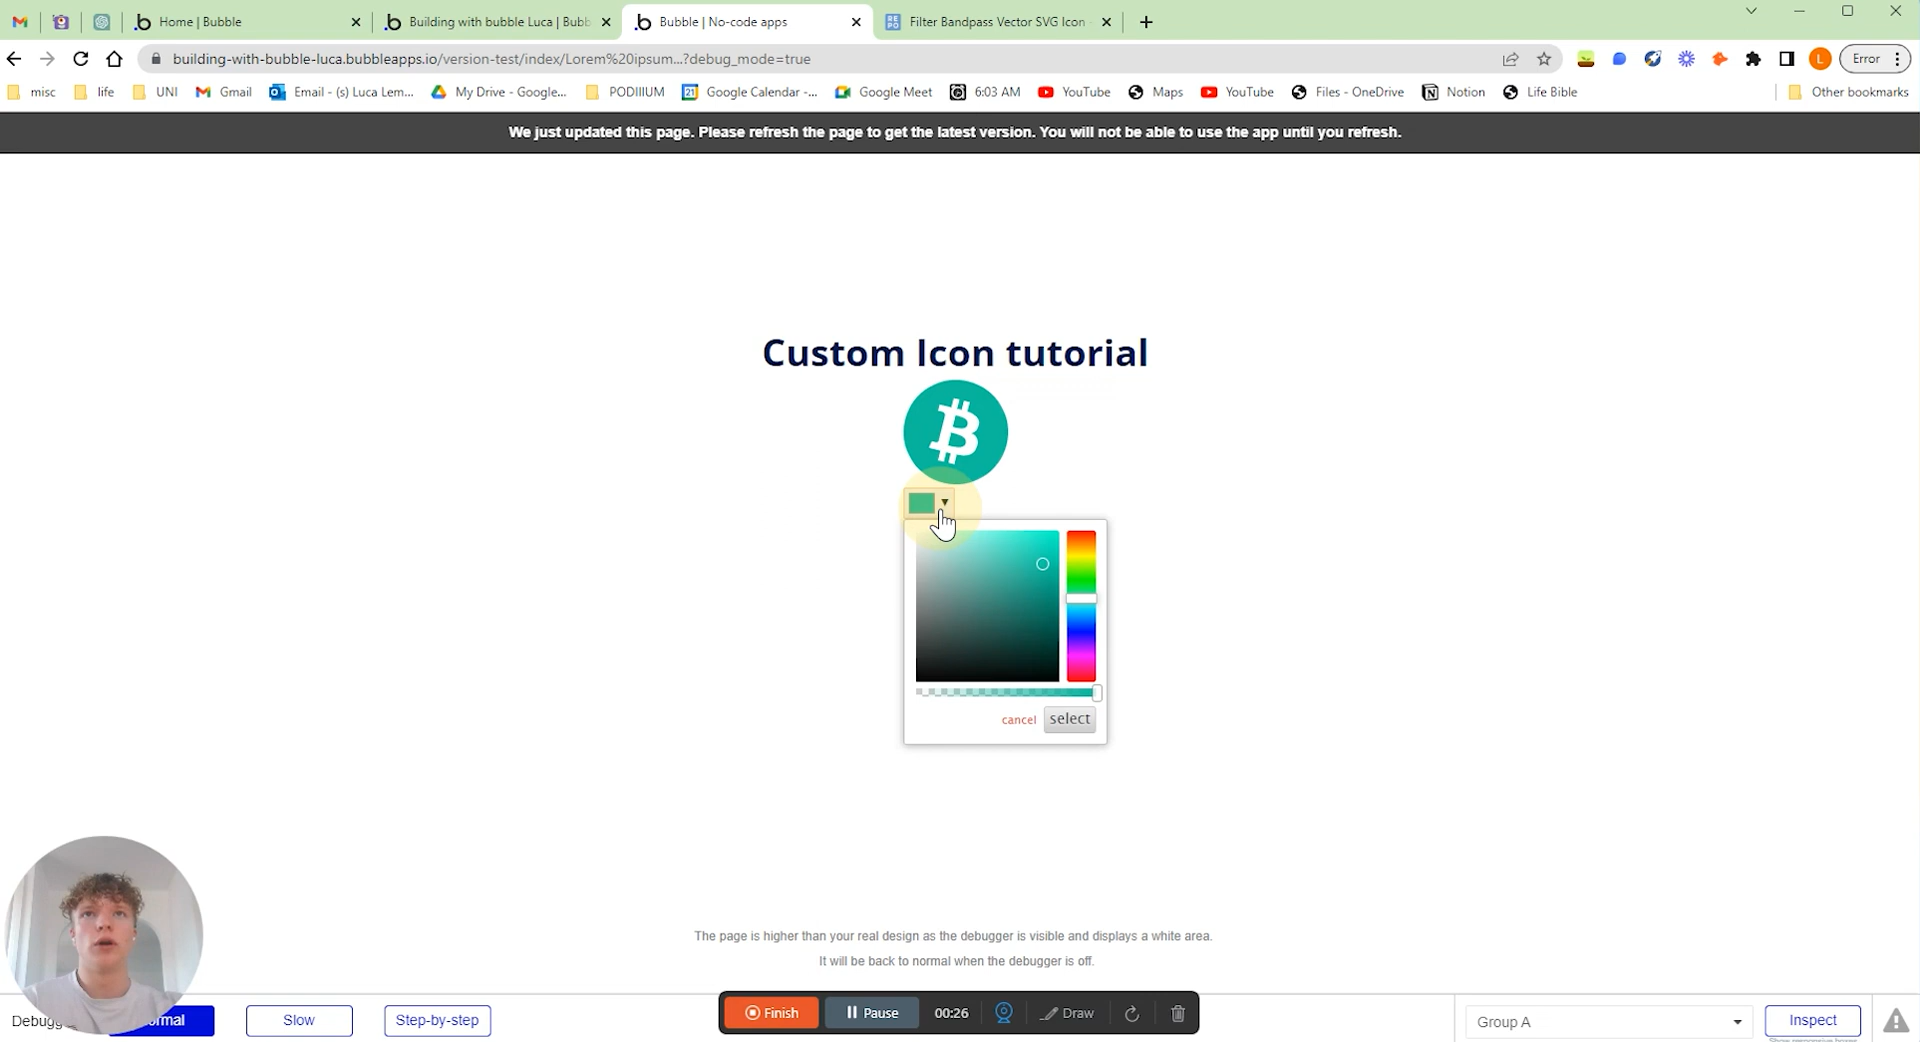 Home | Bubble
Building with bubble Luca | Bubb
Bubble | No-code apps
Filter Bandpass Vector SVG Icon
building-with-bubble-luca.bubbleapps.io/version-test/index/Lorem%20ipsum...?debug_mode=true
L
Error
misc
life
UNI
Gmail
Email - (s) Luca Lem...
My Drive - Google...
PODIIIUM
Google Calendar -...
Google Meet
6:03 AM
YouTube
Maps
YouTube
Files - OneDrive
Notion
Life Bible
Other bookmarks
We just updated this page. Please refresh the page to get the latest version. You will not be able to use the app until you refresh.
Custom Icon tutorial
cancel
select
The page is higher than your real design as the debugger is visible and displays a white area.
It will be back to normal when the debugger is off.
Debugg
rmal
Slow
Step-by-step
Finish
Pause
00:26
Draw
Group A
Inspect